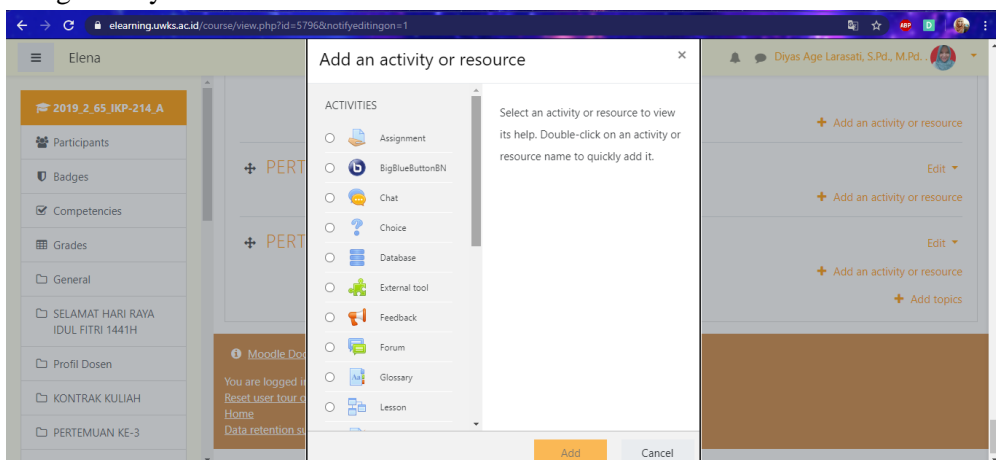 elearning.uwks.ac.id/course/view.php?id=5796&notifyeditingon=1
ABP
D
Elena
Diyas Age Larasati, S.Pd., M.Pd. .
2019_2_65_IKP-214_A
Participants
Badges
Competencies
Grades
General
SELAMAT HARI RAYA
IDUL FITRI 1441H
Profil Dosen
KONTRAK KULIAH
PERTEMUAN KE-3
Add an activity or resource
PERT
Edit
Add an activity or resource
PERT
Edit
Add an activity or resource
Add topics
Moodle Doc
You are logged i
Reset user tour o
Home
Data retention su
Add an activity or resource
×
ACTIVITIES
Assignment
BigBlueButtonBN
Chat
Choice
Database
External tool
Feedback
Forum
Glossary
Lesson
Select an activity or resource to view
its help. Double-click on an activity or
resource name to quickly add it.
Add
Cancel